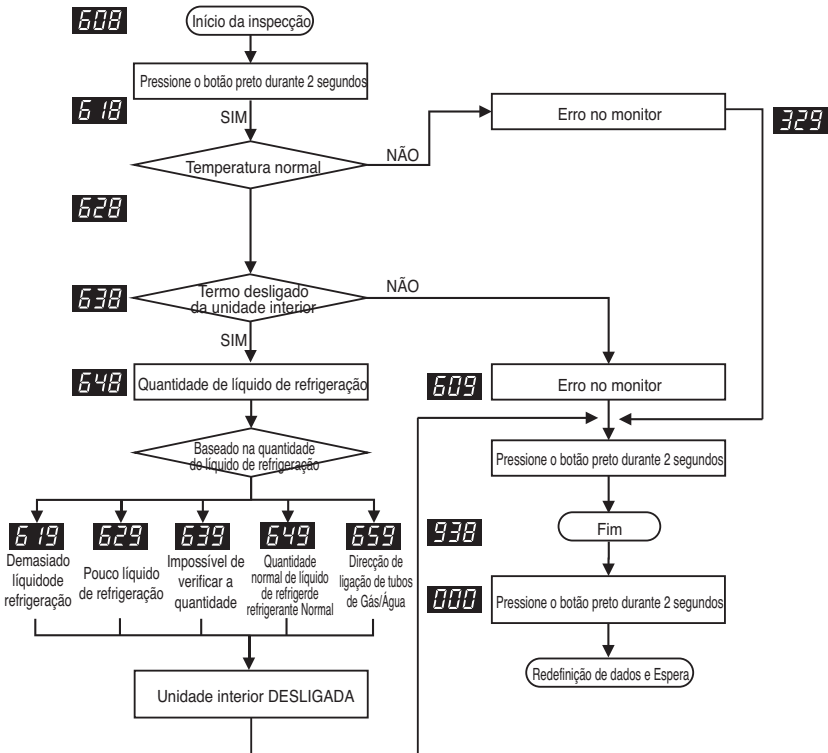 608
Início da inspecção
Pressione o botão preto durante 2 segundos
618
SIM
Erro no monitor
329
Temperatura normal
NÃO
628
638
Termo desligado
da unidade interior
NÃO
SIM
648
Quantidade de líquido de refrigeração
609
Erro no monitor
Baseado na quantidade
de líquido de refrigeração
Pressione o botão preto durante 2 segundos
619
Demasiado
líquidode
refrigeração
629
Pouco líquido
de refrigeração
639
Impossível de
verificar a
quantidade
649
Quantidade
normal de líquido
de refrigerde
refrigerante Normal
659
Direcção de
ligação de tubos
de Gás/Água
938
Fim
000
Pressione o botão preto durante 2 segundos
Redefinição de dados e Espera
Unidade interior DESLIGADA